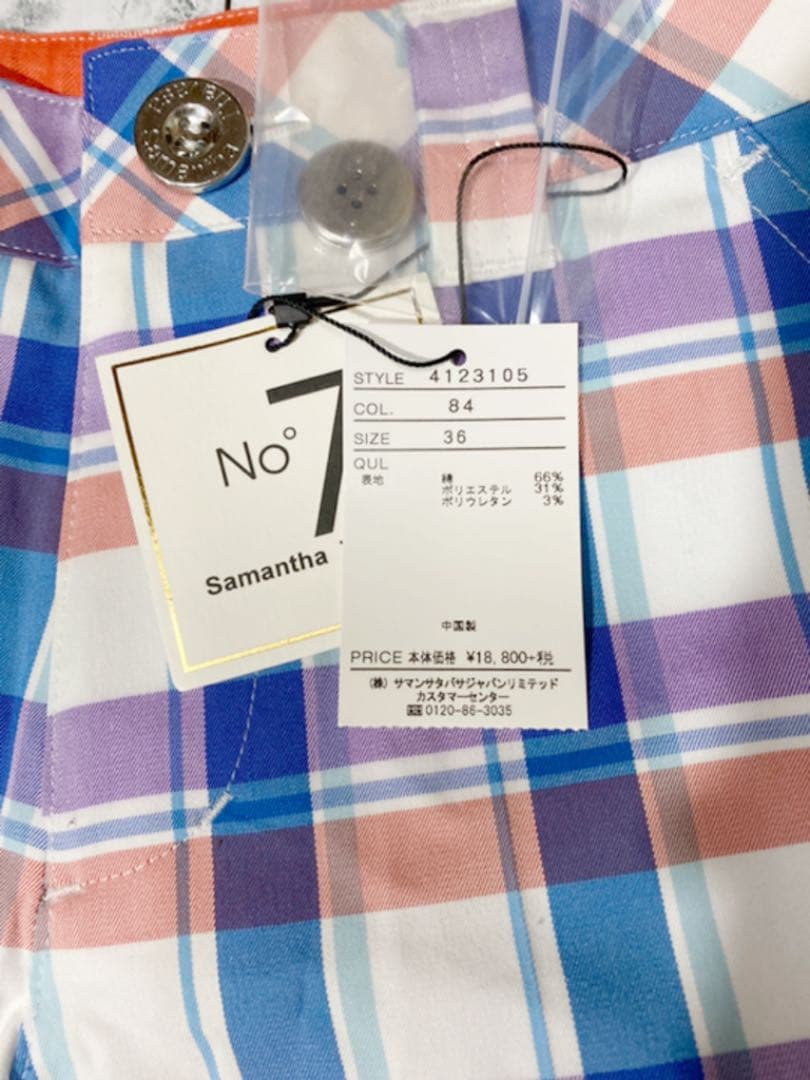 No° 7
Samantha
STYLE 4123105
COL. 84
SIZE 36
QUL
表地 綿 66%
ポリエステル 31%
ポリウレタン 3%
中国製
PRICE 本体価格 ¥18,800+税
(株) サマンサタバサジャパンリミテッド
カスタマーセンター
0120-86-3035